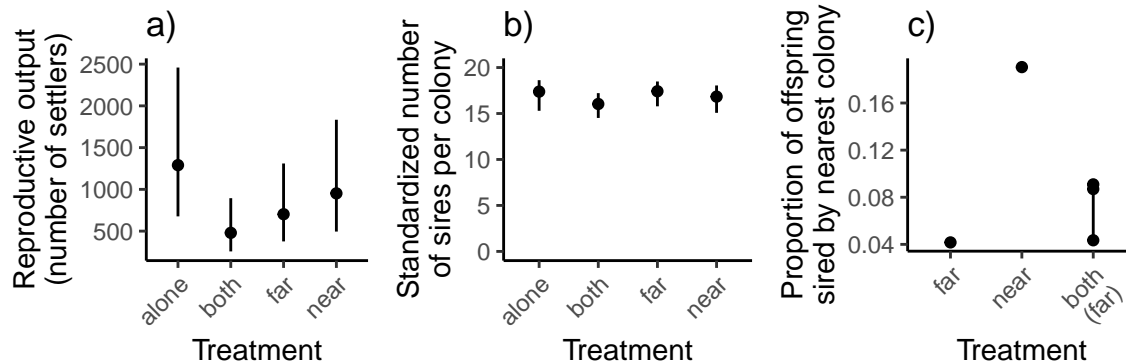 a)
Reproductive output
(number of settlers)
2500
2000
1500
1000
500
alone
both
far
near
Treatment
b)
Standardized number
of sires per colony
20
15
10
5
0
alone
both
far
near
Treatment
c)
Proportion of offspring
sired by nearest colony
0.16
0.12
0.08
0.04
far
near
both
(far)
Treatment